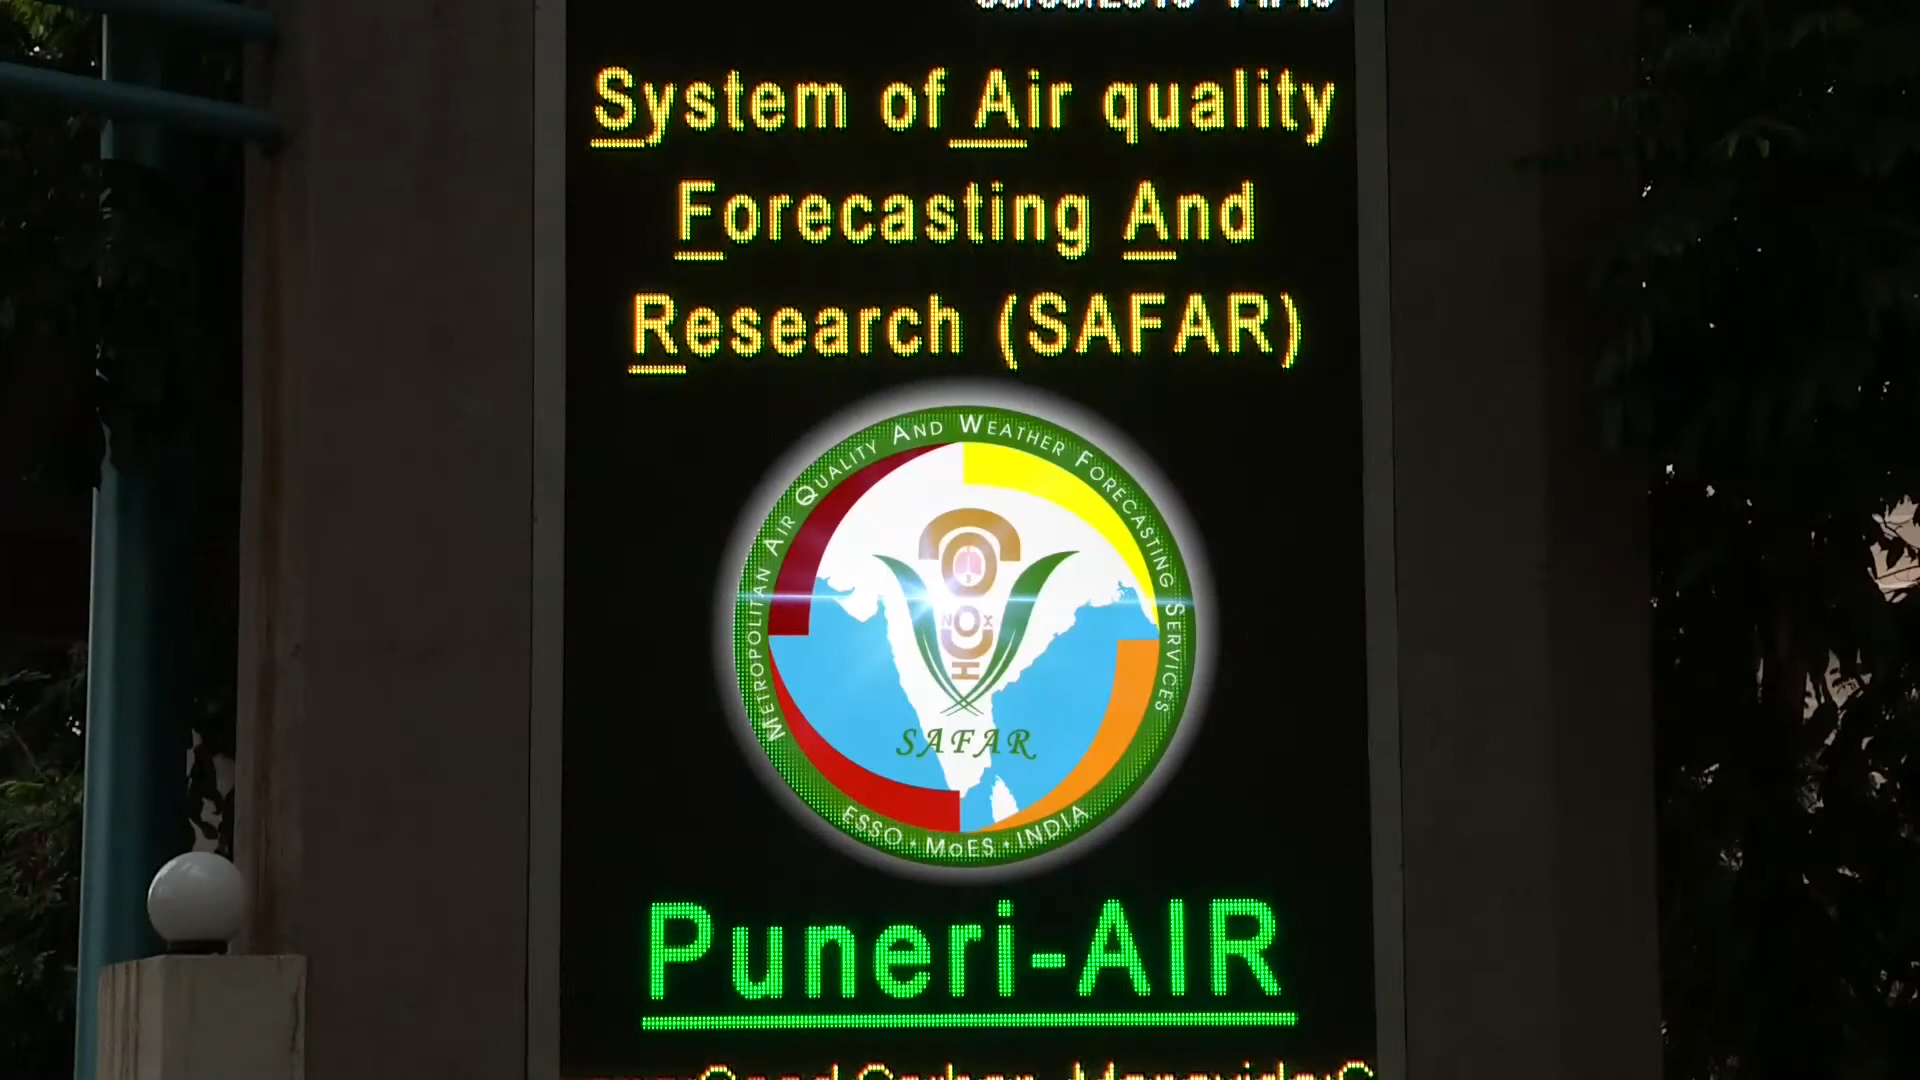 System of Air quality
Forecasting And
Research (SAFAR)
METROPOLITAN AIR QUALITY AND WEATHER FORECASTING SERVICES
NOX
SAFAR
ESSO • MoES • INDIA
Puneri-AIR